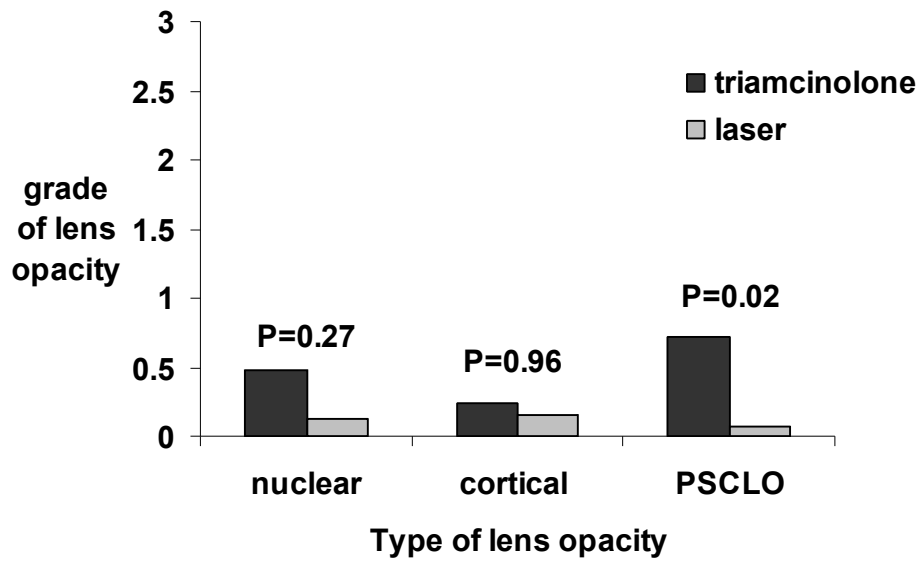 3
2.5
2
1.5
1
0.5
0
grade
of lens
opacity
triamcinolone
laser
P=0.27
P=0.96
P=0.02
nuclear
cortical
PSCLO
Type of lens opacity